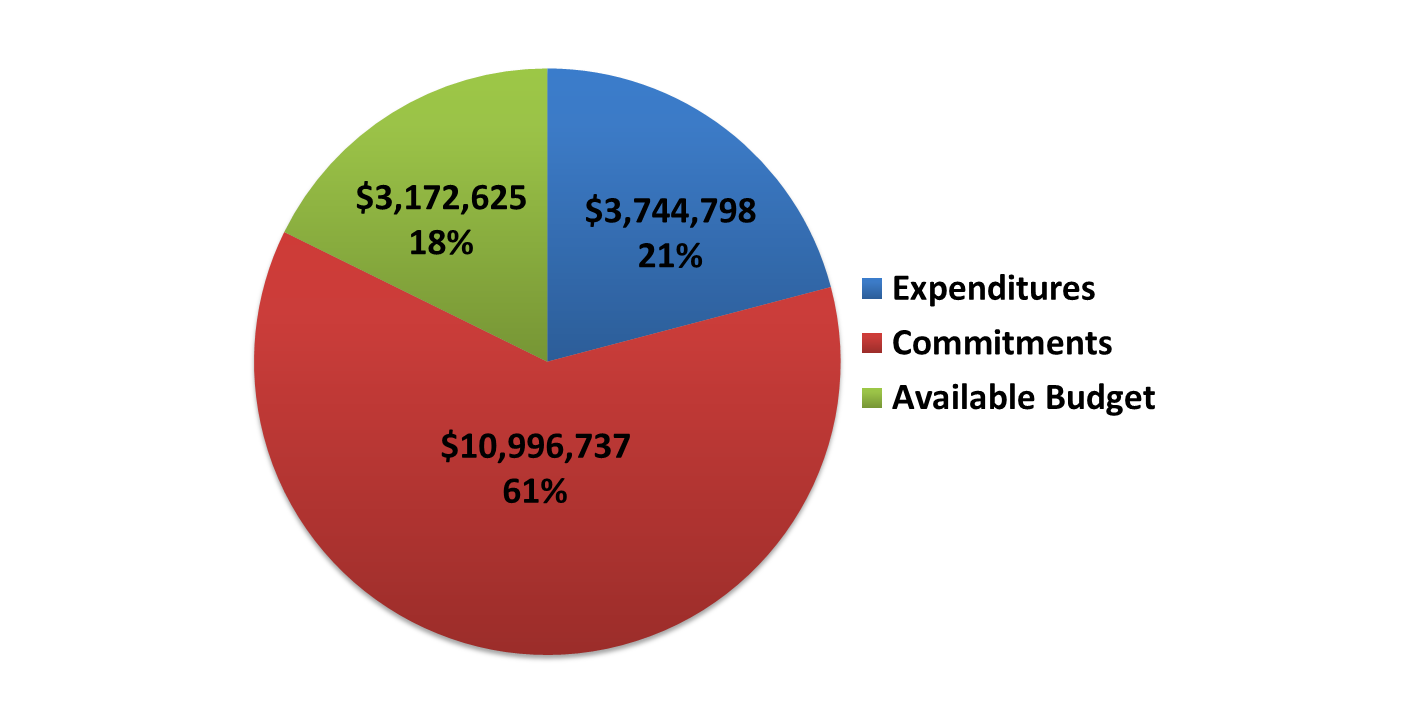 $3,172,625
18%
$3,744,798
21%
$10,996,737
61%
Expenditures
Commitments
Available Budget